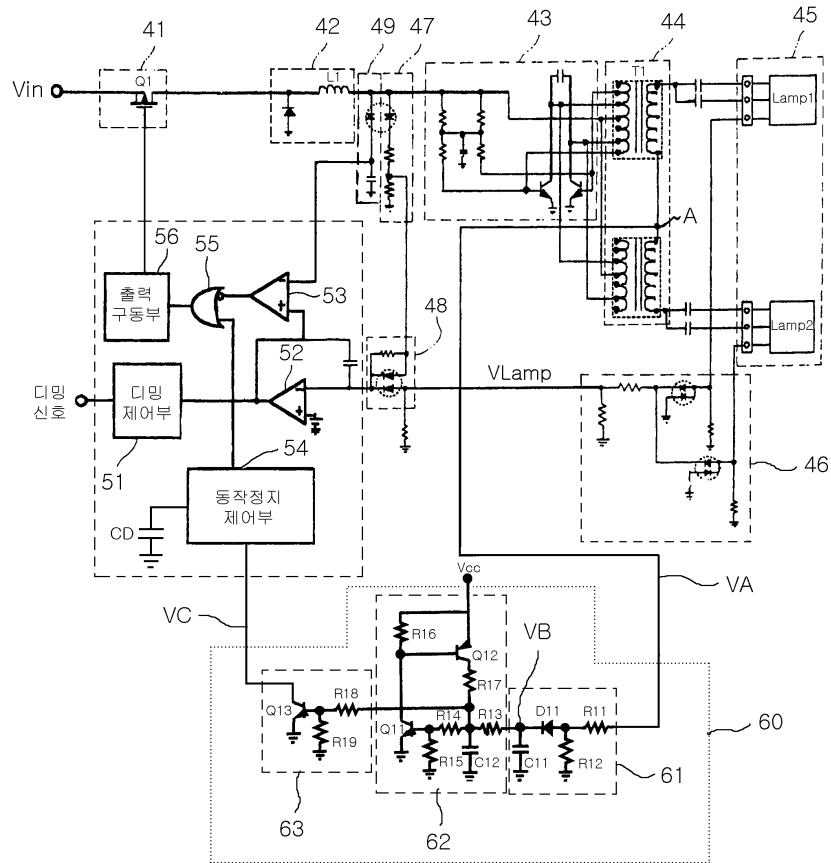 41
42
49
47
43
44
45
Q1
L1
T1
Vin
Lamp1
A
56
55
53
출력
구동부
48
Lamp2
52
VLamp
디밍
신호
디밍
제어부
51
54
46
동작정지
제어부
CD
Vcc
VA
VC
VB
R16
Q12
R17
Q13
R18
R14
R13
D11
R11
60
Q11
R19
R15
C12
C11
R12
61
63
62